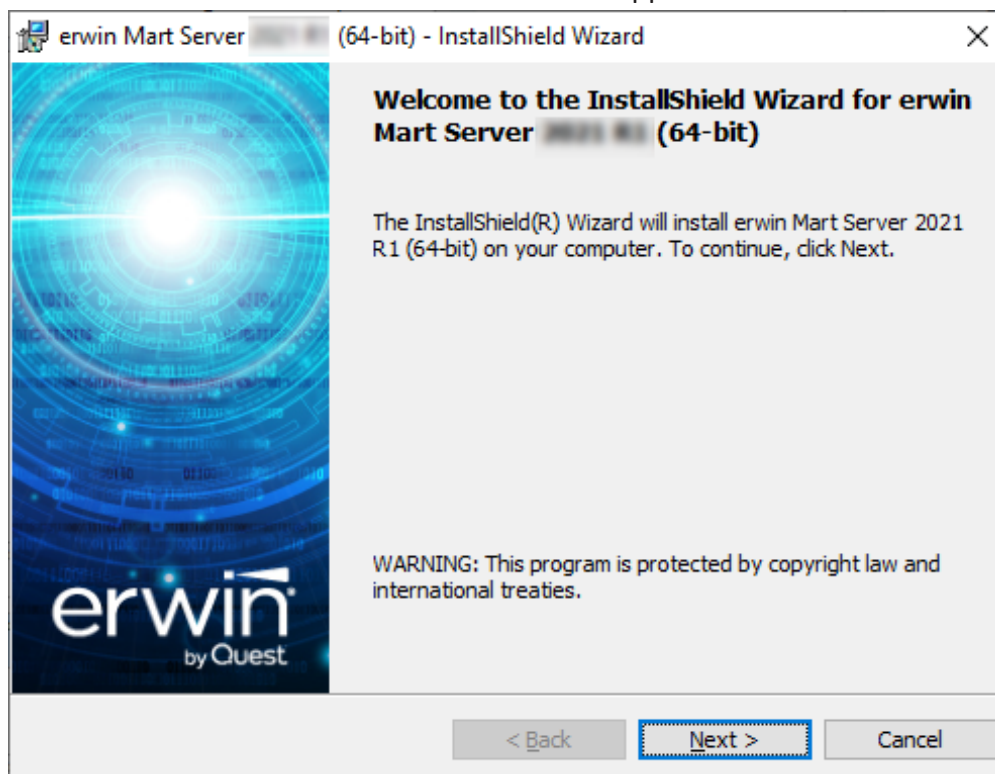 erwin Mart Server (64-bit) - InstallShield Wizard
Welcome to the InstallShield Wizard for erwin
Mart Server (64-bit)
The InstallShield(R) Wizard will install erwin Mart Server 2021
R1 (64-bit) on your computer. To continue, click Next.
WARNING: This program is protected by copyright law and
international treaties.
erwin
by Quest
< Back
Next >
Cancel